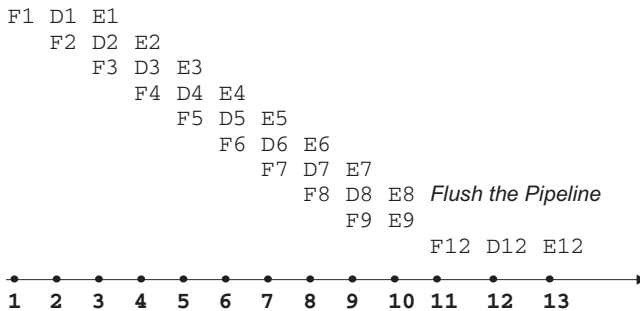 F1 D1 E1
F2 D2 E2
F3 D3 E3
F4 D4 E4
F5 D5 E5
F6 D6 E6
F7 D7 E7
F8 D8 E8 Flush the Pipeline
F9 E9
F12 D12 E12
1 2 3 4 5 6 7 8 9 10 11 12 13